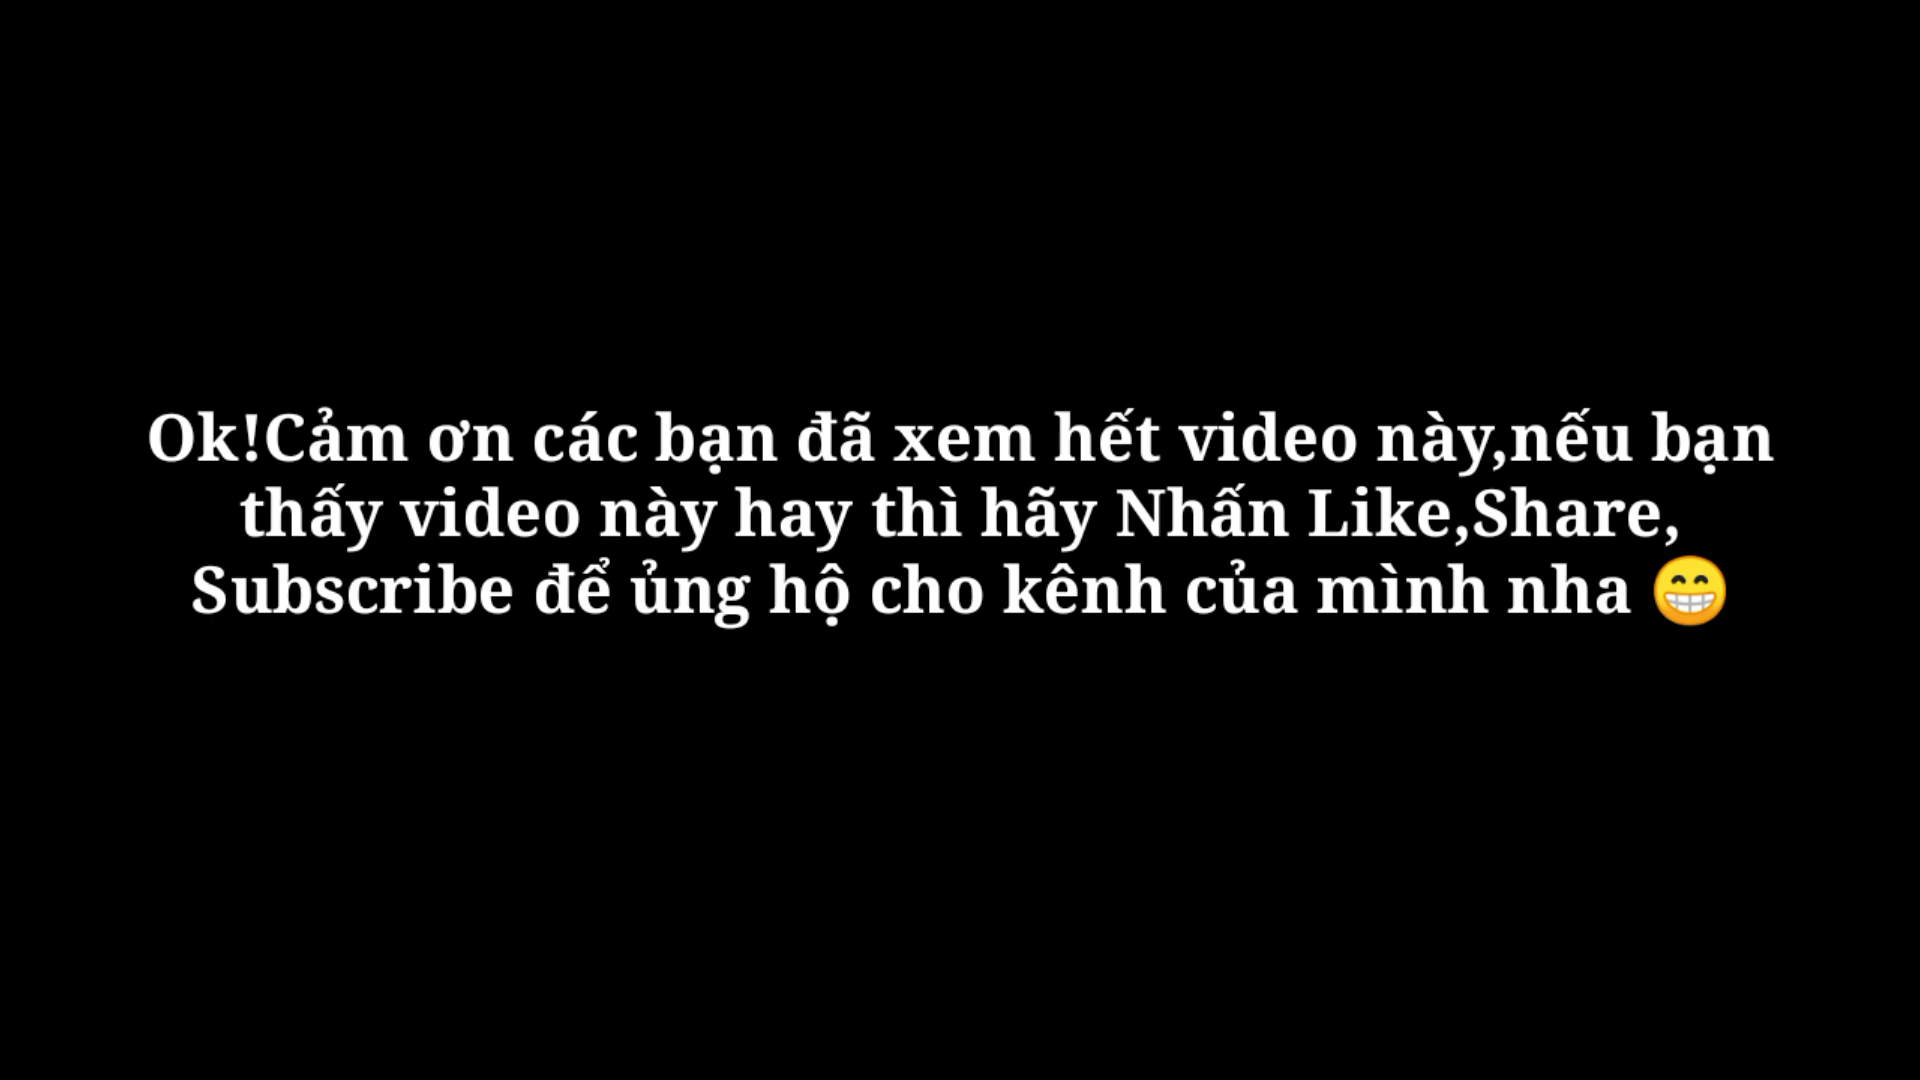 Ok!Cảm ơn các bạn đã xem hết video này,nếu bạn
thấy video này hay thì hãy Nhấn Like,Share,
Subscribe để ủng hộ cho kênh của mình nha 😁